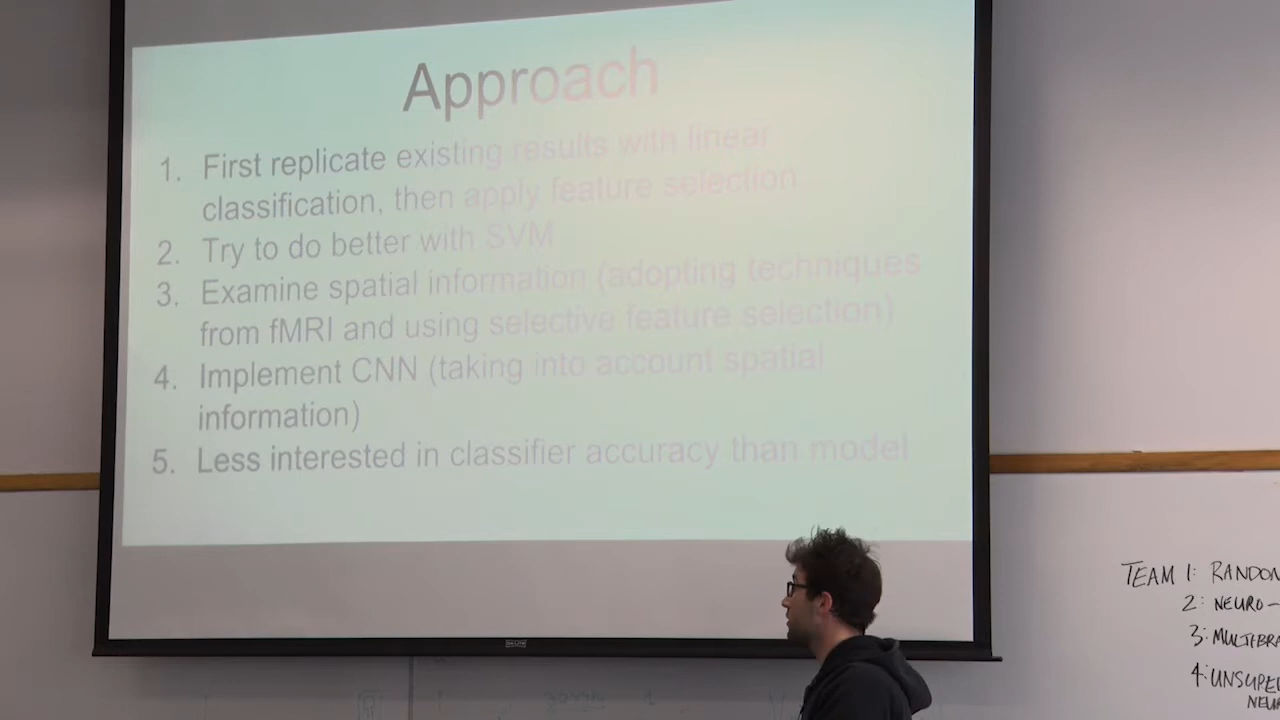 Approach
1. First replicate existing results with linear
classification, then apply feature selection
2. Try to do better with SVM
3. Examine spatial information (adopting techniques
from fMRI and using selective feature selection)
4. Implement CNN (taking into account spatial
information)
5. Less interested in classifier accuracy than model
DALITE
TEAM 1: RANDOM
2: NEURO-
3: MULTIBRA
4: UNSUPE
NEUR